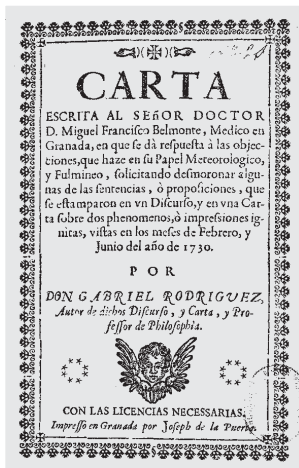 CARTA
ESCRITA AL SEñOR DOCTOR
D. Miguel Francisco Belmonte, Medico en
Granada, en que se dà respuesta à las objec-
ciones, que haze en su Papel Meteorologico,
y Fulmineo, solicitando desmoronar algu-
nas de las sentencias, ò proposiciones, que
se estamparon en vn Discurso, y en vna Car-
ta sobre dos phenomenos, ò impressiones ig-
nitas, vistas en los meses de Febrero, y
Junio del año de 1730.
POR
DON GABRIEL RODRIGUEZ,
Autor de dichos Discurso, y Carta, y Pro-
fessor de Philosophia.
CON LAS LICENCIAS NECESSARIAS.
Impresso en Granada por Joseph de la Puerta.